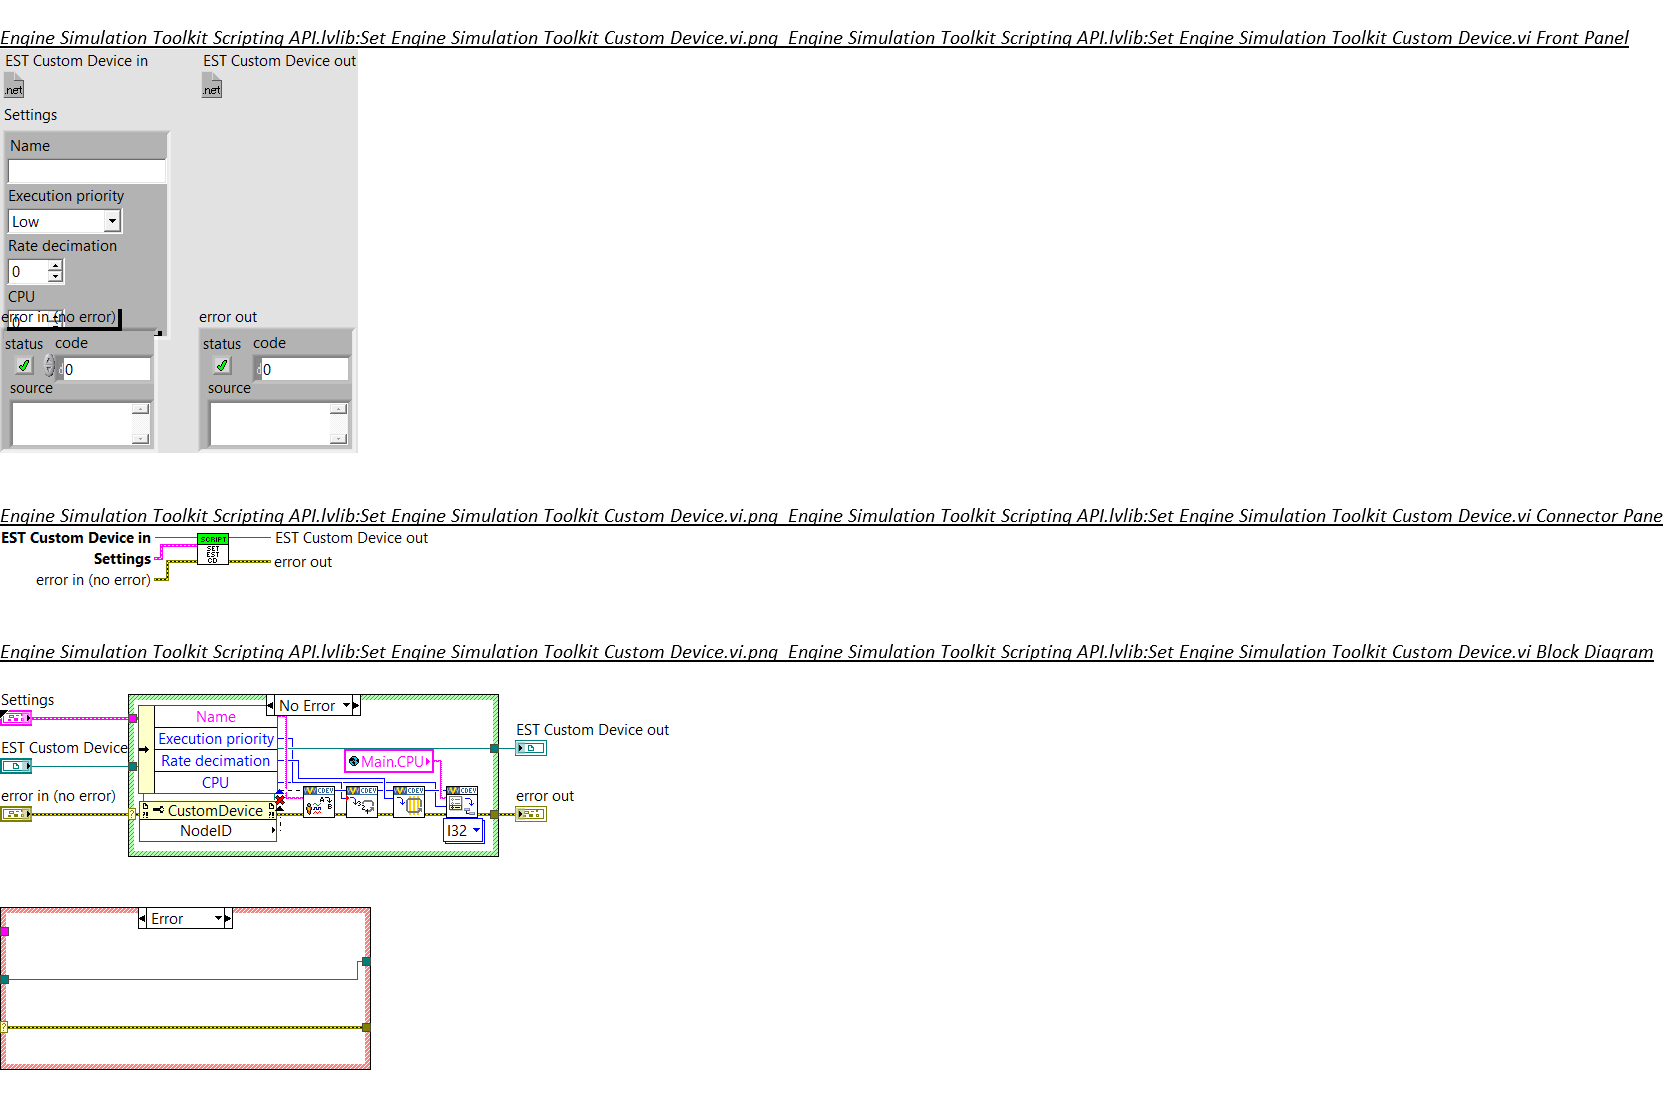 Engine Simulation Toolkit Scripting API.lvlib:Set Engine Simulation Toolkit Custom Device.vi.png  Engine Simulation Toolkit Scripting API.lvlib:Set Engine Simulation Toolkit Custom Device.vi Front Panel
EST Custom Device in
EST Custom Device out
.net
.net
Settings
Name
Execution priority
Low
Rate decimation
0
CPU
0
error in (no error)
error out
status code
status code
0
0
source
source
Engine Simulation Toolkit Scripting API.lvlib:Set Engine Simulation Toolkit Custom Device.vi.png  Engine Simulation Toolkit Scripting API.lvlib:Set Engine Simulation Toolkit Custom Device.vi Connector Pane
EST Custom Device in
SCRIPT
EST Custom Device out
Settings
SET
EST
CD
error out
error in (no error)
Engine Simulation Toolkit Scripting API.lvlib:Set Engine Simulation Toolkit Custom Device.vi.png  Engine Simulation Toolkit Scripting API.lvlib:Set Engine Simulation Toolkit Custom Device.vi Block Diagram
Settings
No Error
Name
EST Custom Device out
Execution priority
EST Custom Device
Rate decimation
Main.CPU
CPU
CDEV
CDEV
CDEV
CDEV
error in (no error)
error out
CustomDevice
NodeID
I32
Error